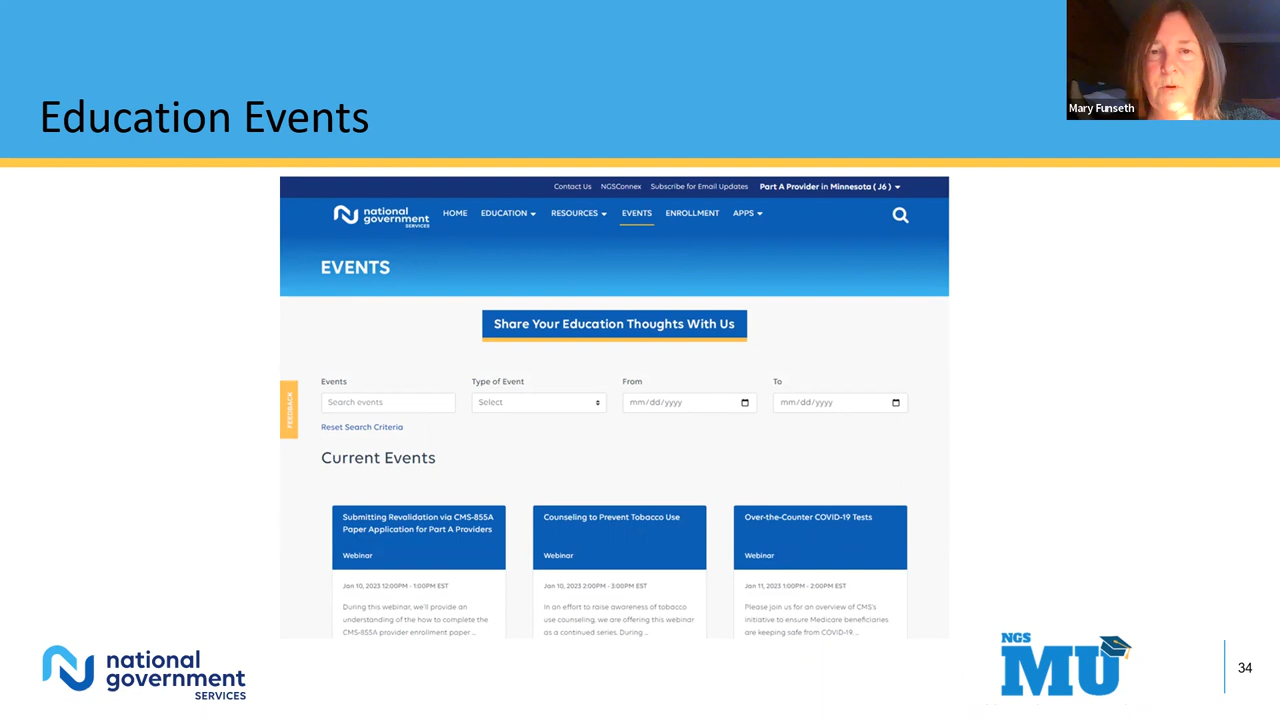 Mary Funseth
Education Events
Contact Us NGSConnex Subscribe for Email Updates Part A Provider in Minnesota ( J6 )
national
government
SERVICES
HOME EDUCATION RESOURCES EVENTS ENROLLMENT APPS
EVENTS
Share Your Education Thoughts With Us
Events Type of Event From To
Search events Select mm/dd/yyyy mm/dd/yyyy
FEEDBACK
Reset Search Criteria
Current Events
Submitting Revalidation via CMS-855A
Paper Application for Part A Providers
Webinar
Jan 10, 2023 12:00PM - 1:00PM EST
During this webinar, we'll provide an
understanding of the how to complete the
CMS-855A provider enrollment paper ...
Counseling to Prevent Tobacco Use
Webinar
Jan 10, 2023 2:00PM - 3:00PM EST
In an effort to raise awareness of tobacco
use counseling, we are offering this webinar
as a continued series. During ...
Over-the-Counter COVID-19 Tests
Webinar
Jan 11, 2023 1:00PM - 2:00PM EST
Please join us for an overview of CMS's
initiative to ensure Medicare beneficiaries
are keeping safe from COVID-19. ...
national
government
SERVICES
NGS
MU
34